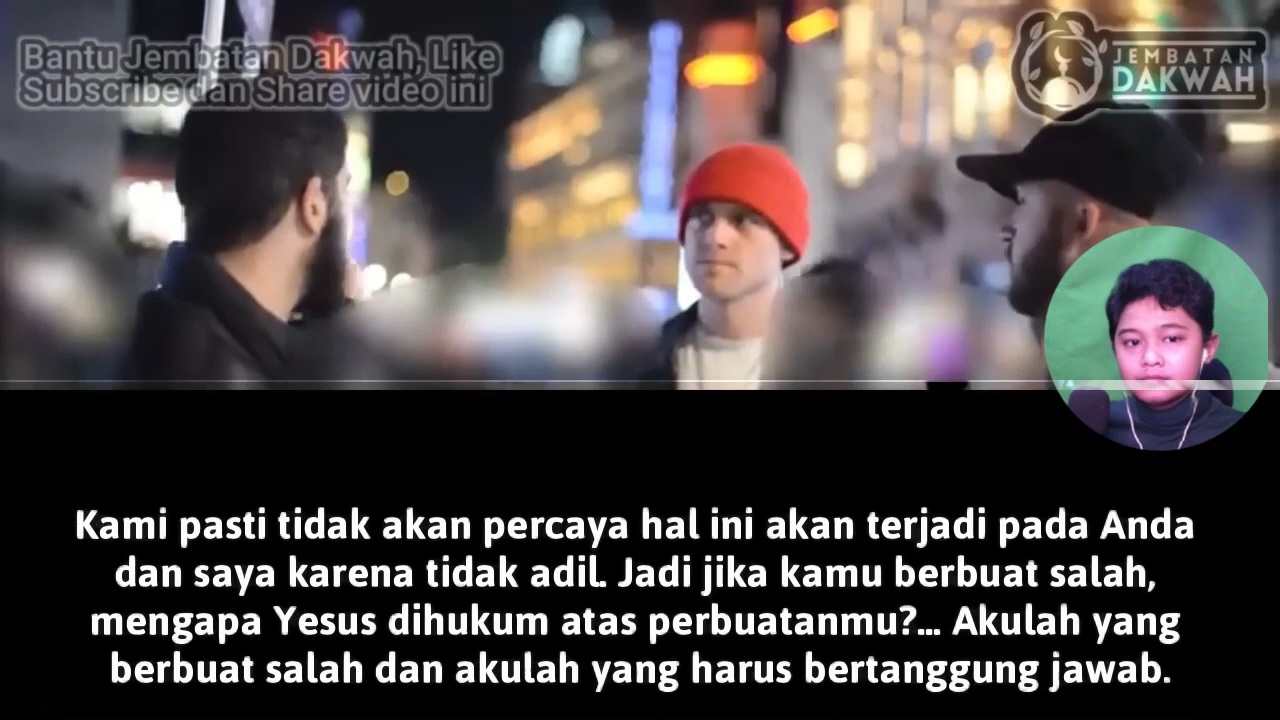 Bantu Jembatan Dakwah, Like
Subscribe dan Share video ini
JEMBATAN
DAKWAH
Kami pasti tidak akan percaya hal ini akan terjadi pada Anda
dan saya karena tidak adil. Jadi jika kamu berbuat salah,
mengapa Yesus dihukum atas perbuatanmu?... Akulah yang
berbuat salah dan akulah yang harus bertanggung jawab.